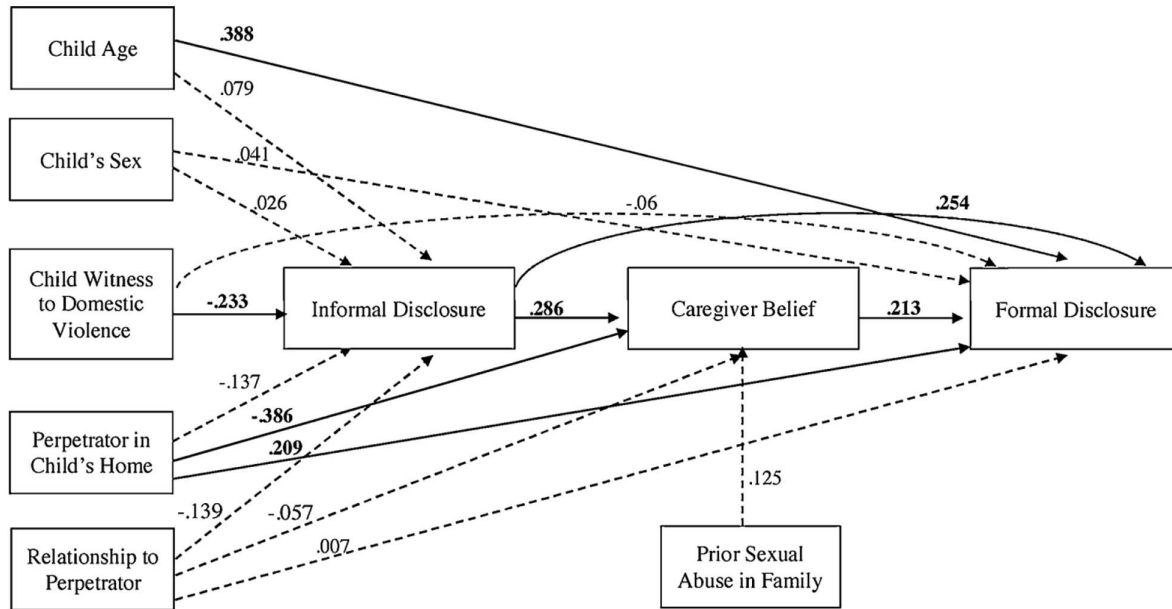 Child Age
.388
.079
Child's Sex
.041
.026
-.06
.254
Child Witness
to Domestic
Violence
-.233
Informal Disclosure
.286
Caregiver Belief
.213
Formal Disclosure
-.137
-.386
Perpetrator in
Child's Home
.209
-.139
-.057
.125
Relationship to
Perpetrator
.007
Prior Sexual
Abuse in Family